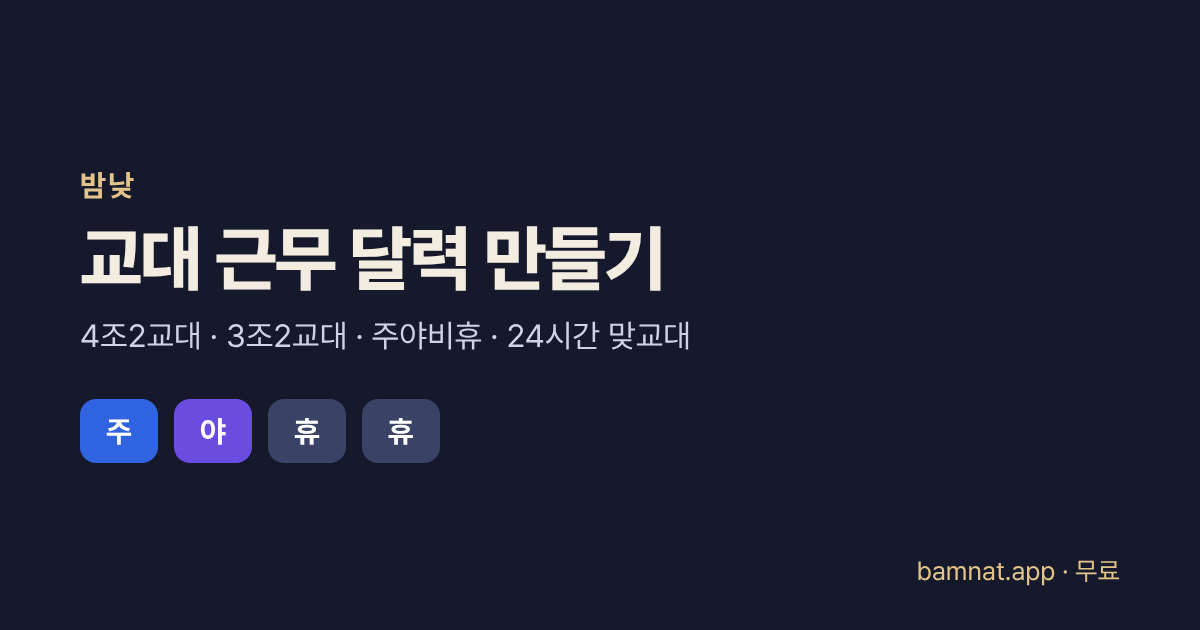 밤낮
교대 근무 달력 만들기
4조2교대 · 3조2교대 · 주야비휴 · 24시간 맞교대
주 야 휴 휴
bamnat.app · 무료